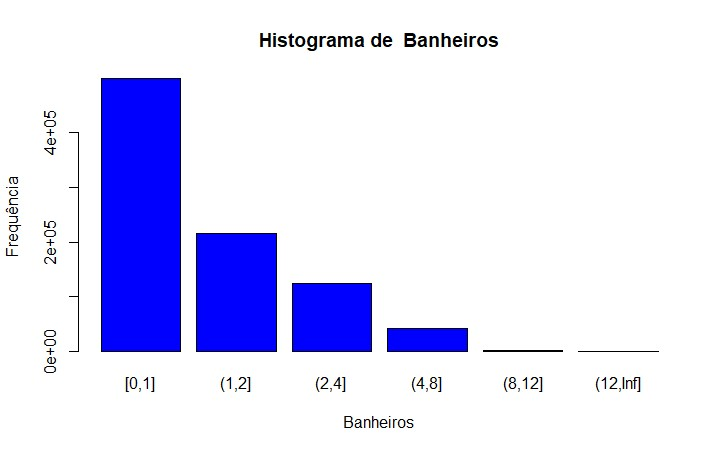 Histograma de  Banheiros
Frequência
4e+05
2e+05
0e+00
[0,1] (1,2] (2,4] (4,8] (8,12] (12,Inf]
Banheiros